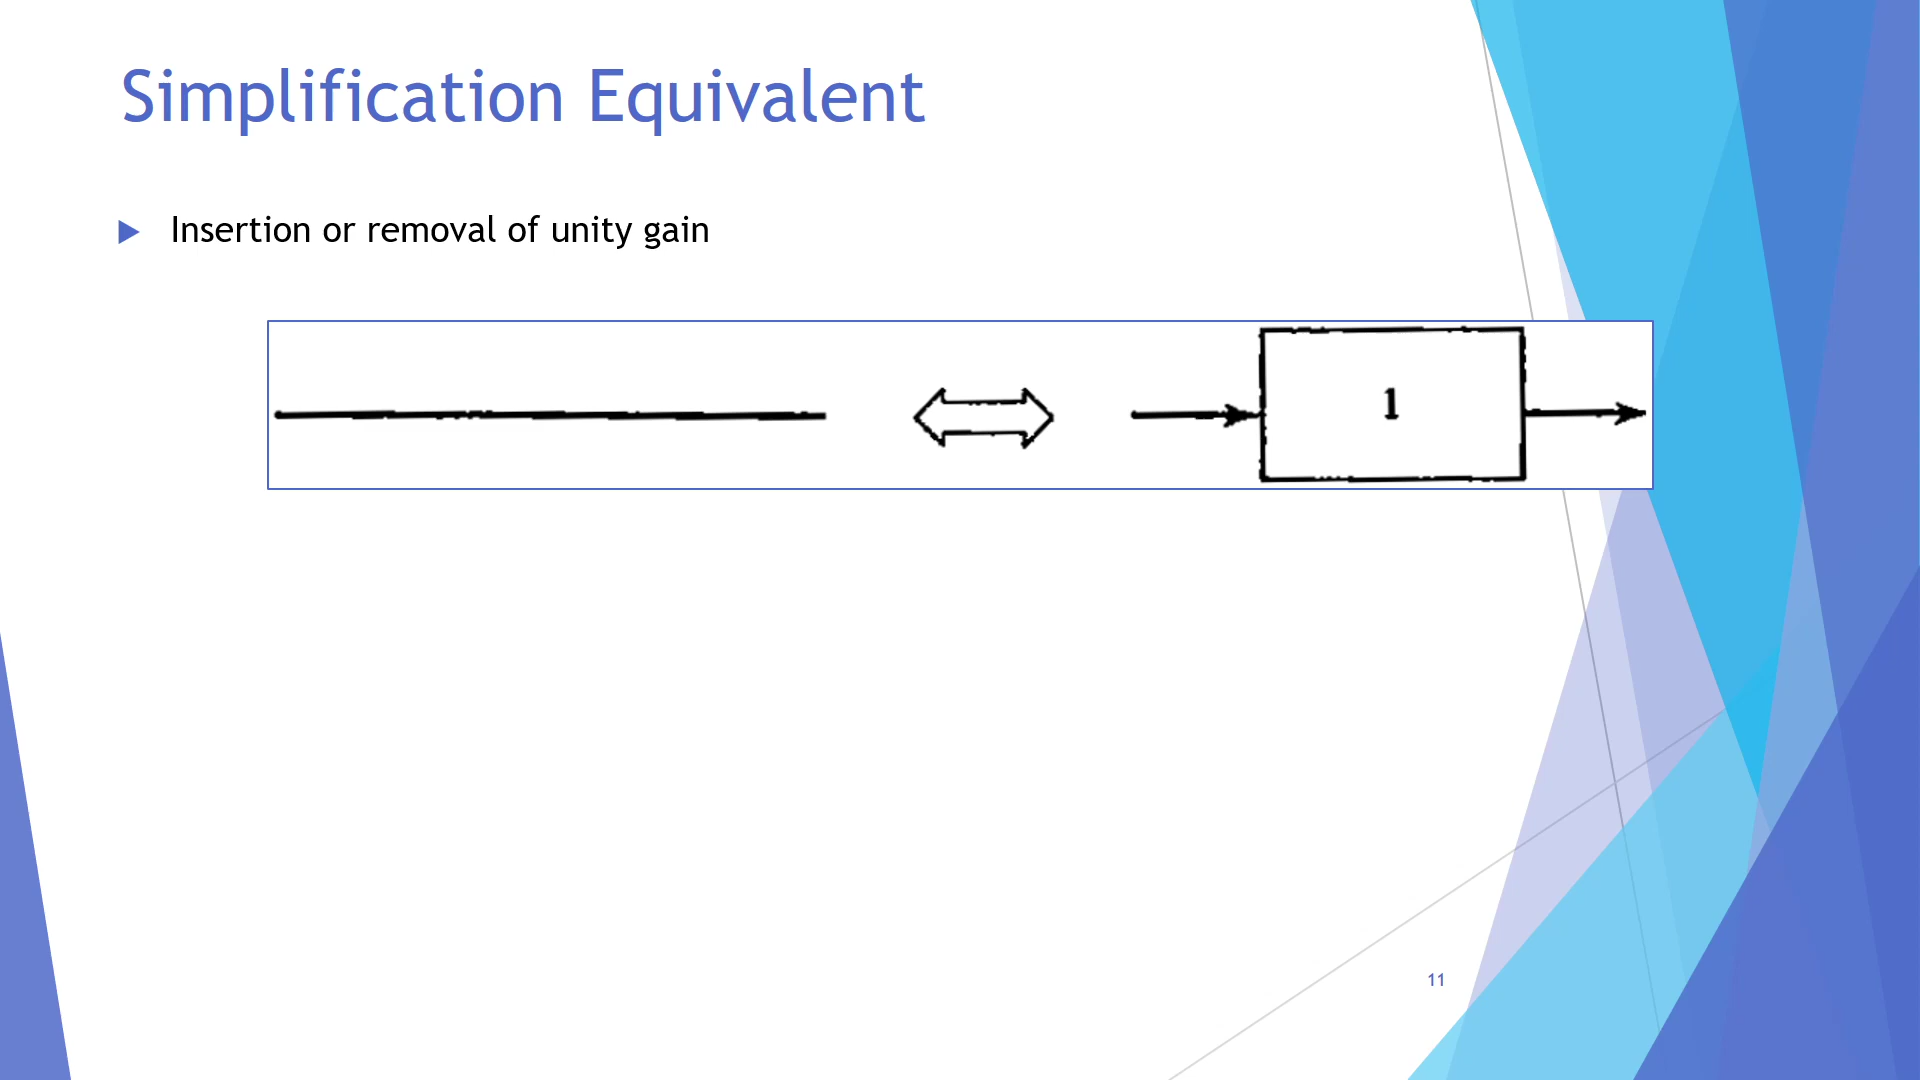 Simplification Equivalent
Insertion or removal of unity gain
1
11